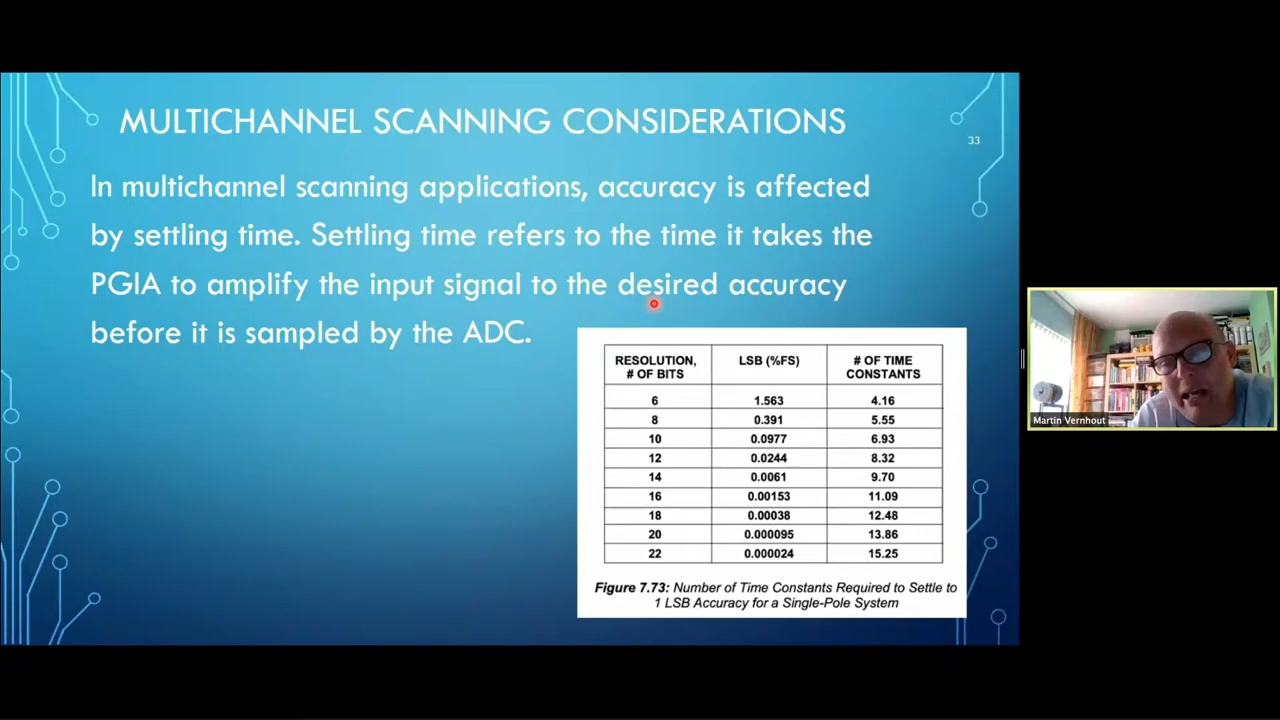 MULTICHANNEL SCANNING CONSIDERATIONS
33
In multichannel scanning applications, accuracy is affected
by settling time. Settling time refers to the time it takes the
PGIA to amplify the input signal to the desired accuracy
before it is sampled by the ADC.
RESOLUTION, # OF BITS LSB (%FS) # OF TIME CONSTANTS
6 1.563 4.16
8 0.391 5.55
10 0.0977 6.93
12 0.0244 8.32
14 0.0061 9.70
16 0.00153 11.09
18 0.00038 12.48
20 0.000095 13.86
22 0.000024 15.25
Figure 7.73: Number of Time Constants Required to Settle to
1 LSB Accuracy for a Single-Pole System
Martin Vernhout